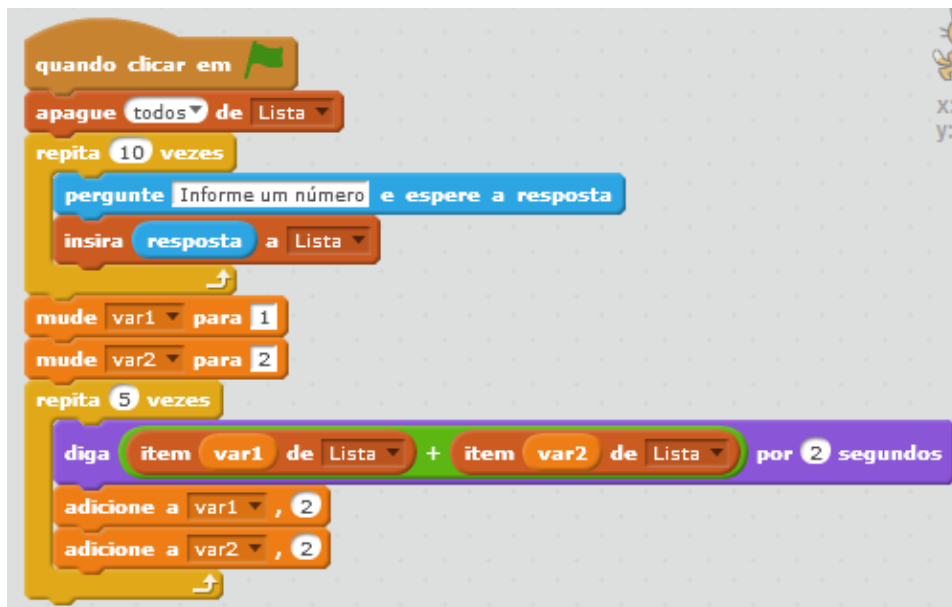 quando clicar em
apague todos de Lista
repita 10 vezes
pergunte Informe um número e espere a resposta
insira resposta a Lista
mude var1 para 1
mude var2 para 2
repita 5 vezes
diga item var1 de Lista + item var2 de Lista por 2 segundos
adicione a var1 , 2
adicione a var2 , 2
x:
y: